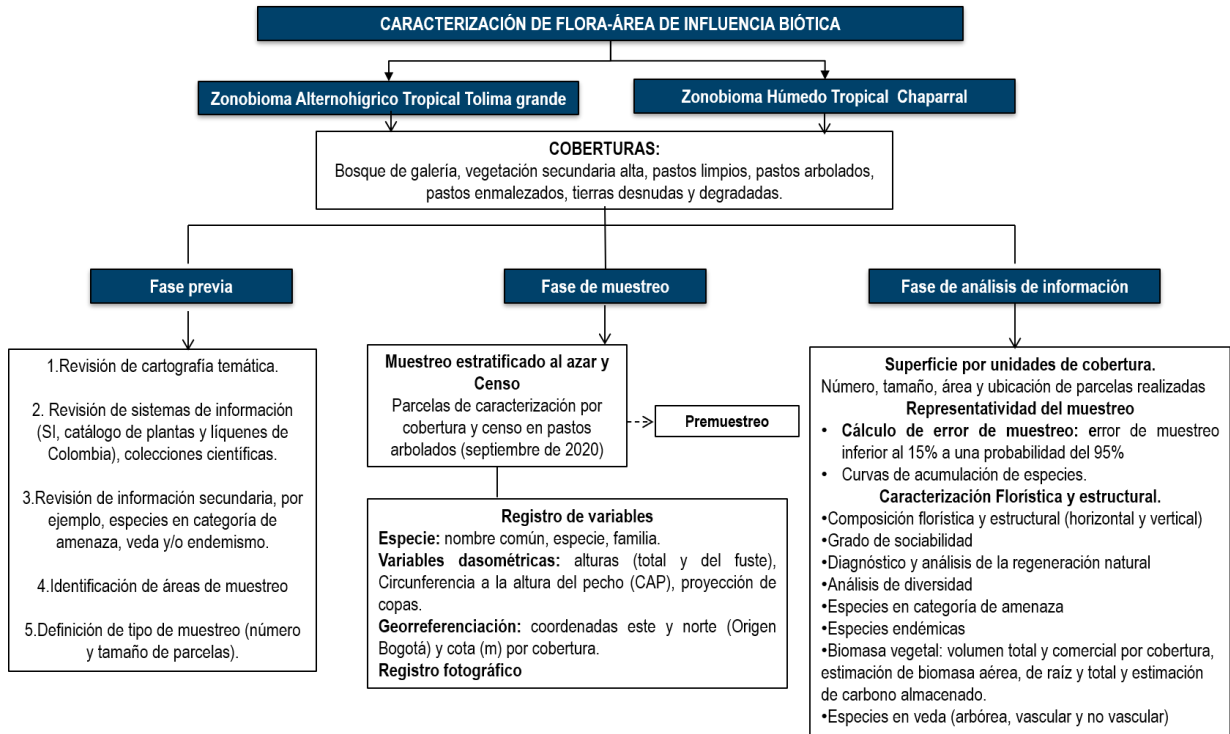 CARACTERIZACIÓN DE FLORA-ÁREA DE INFLUENCIA BIÓTICA
Zonobioma Alternohígrico Tropical Tolima grande
Zonobioma Húmedo Tropical Chaparral
COBERTURAS:
Bosque de galería, vegetación secundaria alta, pastos limpios, pastos arbolados,
pastos enmalezados, tierras desnudas y degradadas.
Fase previa
1.Revisión de cartografía temática.
2. Revisión de sistemas de información
(SI, catálogo de plantas y líquenes de
Colombia), colecciones científicas.
3.Revisión de información secundaria, por
ejemplo, especies en categoría de
amenaza, veda y/o endemismo.
4.Identificación de áreas de muestreo
5.Definición de tipo de muestreo (número
y tamaño de parcelas).
Fase de muestreo
Muestreo estratificado al azar y
Censo
Parcelas de caracterización por
cobertura y censo en pastos
arbolados (septiembre de 2020)
Premuestreo
Registro de variables
Especie: nombre común, especie, familia.
Variables dasométricas: alturas (total y del fuste),
Circunferencia a la altura del pecho (CAP), proyección de
copas.
Georreferenciación: coordenadas este y norte (Origen
Bogotá) y cota (m) por cobertura.
Registro fotográfico
Fase de análisis de información
Superficie por unidades de cobertura.
Número, tamaño, área y ubicación de parcelas realizadas
Representatividad del muestreo
• Cálculo de error de muestreo: error de muestreo
inferior al 15% a una probabilidad del 95%
• Curvas de acumulación de especies.
Caracterización Florística y estructural.
•Composición florística y estructural (horizontal y vertical)
•Grado de sociabilidad
•Diagnóstico y análisis de la regeneración natural
•Análisis de diversidad
•Especies en categoría de amenaza
•Especies endémicas
•Biomasa vegetal: volumen total y comercial por cobertura,
estimación de biomasa aérea, de raíz y total y estimación
de carbono almacenado.
•Especies en veda (arbórea, vascular y no vascular)